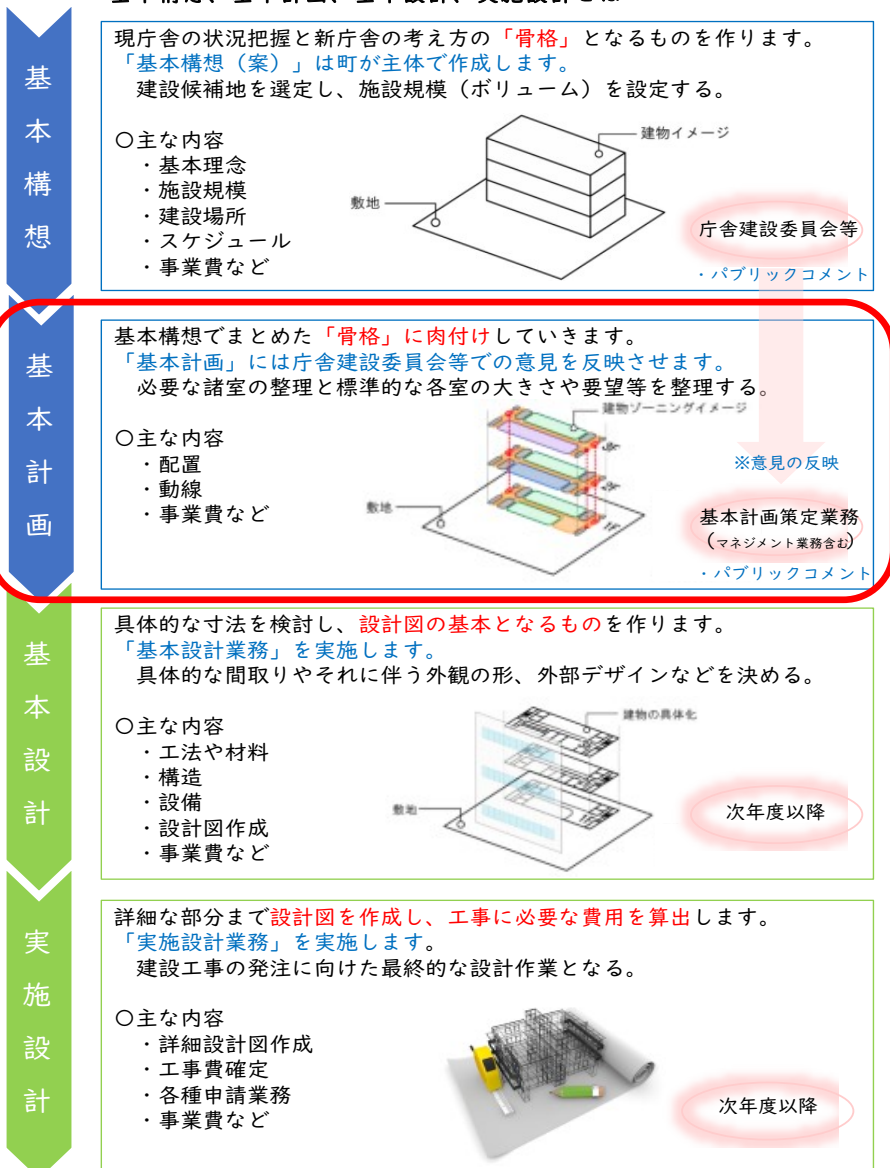 基本構想
現庁舎の状況把握と新庁舎の考え方の「骨格」となるものを作ります。
「基本構想（案）」は町が主体で作成します。
建設候補地を選定し、施設規模（ボリューム）を設定する。
〇主な内容
・基本理念
・施設規模
・建設場所
・スケジュール
・事業費など
建物イメージ
敷地
庁舎建設委員会等
・パブリックコメント
基本計画
基本構想でまとめた「骨格」に肉付けしていきます。
「基本計画」には庁舎建設委員会等での意見を反映させます。
必要な諸室の整理と標準的な各室の大きさや要望等を整理する。
〇主な内容
・配置
・動線
・事業費など
建物ゾーニングイメージ
3F
2F
1F
敷地
※意見の反映
基本計画策定業務
（マネジメント業務含む）
・パブリックコメント
基本設計
具体的な寸法を検討し、設計図の基本となるものを作ります。
「基本設計業務」を実施します。
具体的な間取りやそれに伴う外観の形、外部デザインなどを決める。
〇主な内容
・工法や材料
・構造
・設備
・設計図作成
・事業費など
建物の具体化
敷地
次年度以降
実施設計
詳細な部分まで設計図を作成し、工事に必要な費用を算出します。
「実施設計業務」を実施します。
建設工事の発注に向けた最終的な設計作業となる。
〇主な内容
・詳細設計図作成
・工事費確定
・各種申請業務
・事業費など
次年度以降